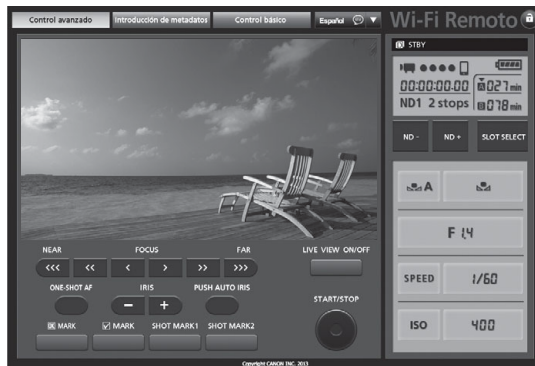 Control avanzado
Introducción de metadatos
Control básico
Español
Wi-Fi Remoto
STBY
00:00:00.00
A 027 min
ND1 2 stops
B 078 min
ND -
ND +
SLOT SELECT
A
F 1.4
NEAR
FOCUS
FAR
LIVE VIEW ON/OFF
<<<
<<
<
>
>>
>>>
ONE-SHOT AF
IRIS
PUSH AUTO IRIS
-
+
START/STOP
SPEED
1/60
OK MARK
MARK
SHOT MARK1
SHOT MARK2
ISO
400
Copyright CANON INC. 2013